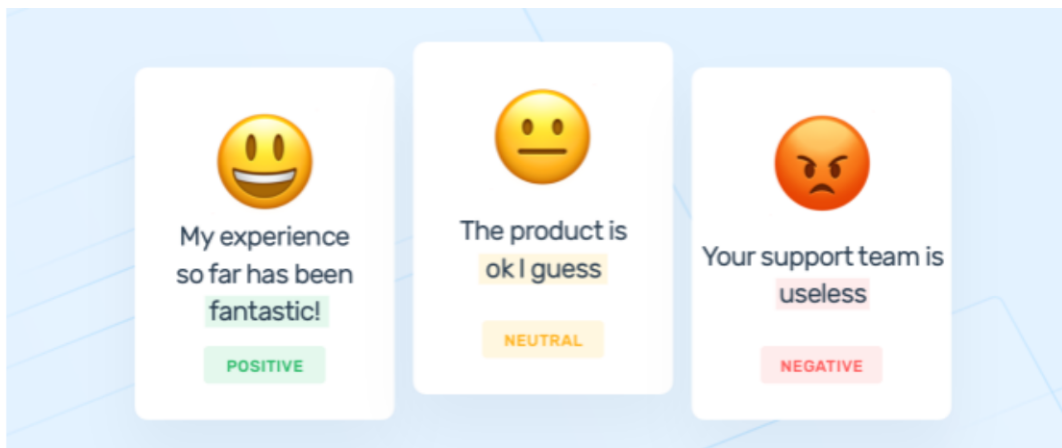 My experience
so far has been
fantastic!
POSITIVE
The product is
ok I guess
NEUTRAL
Your support team is
useless
NEGATIVE